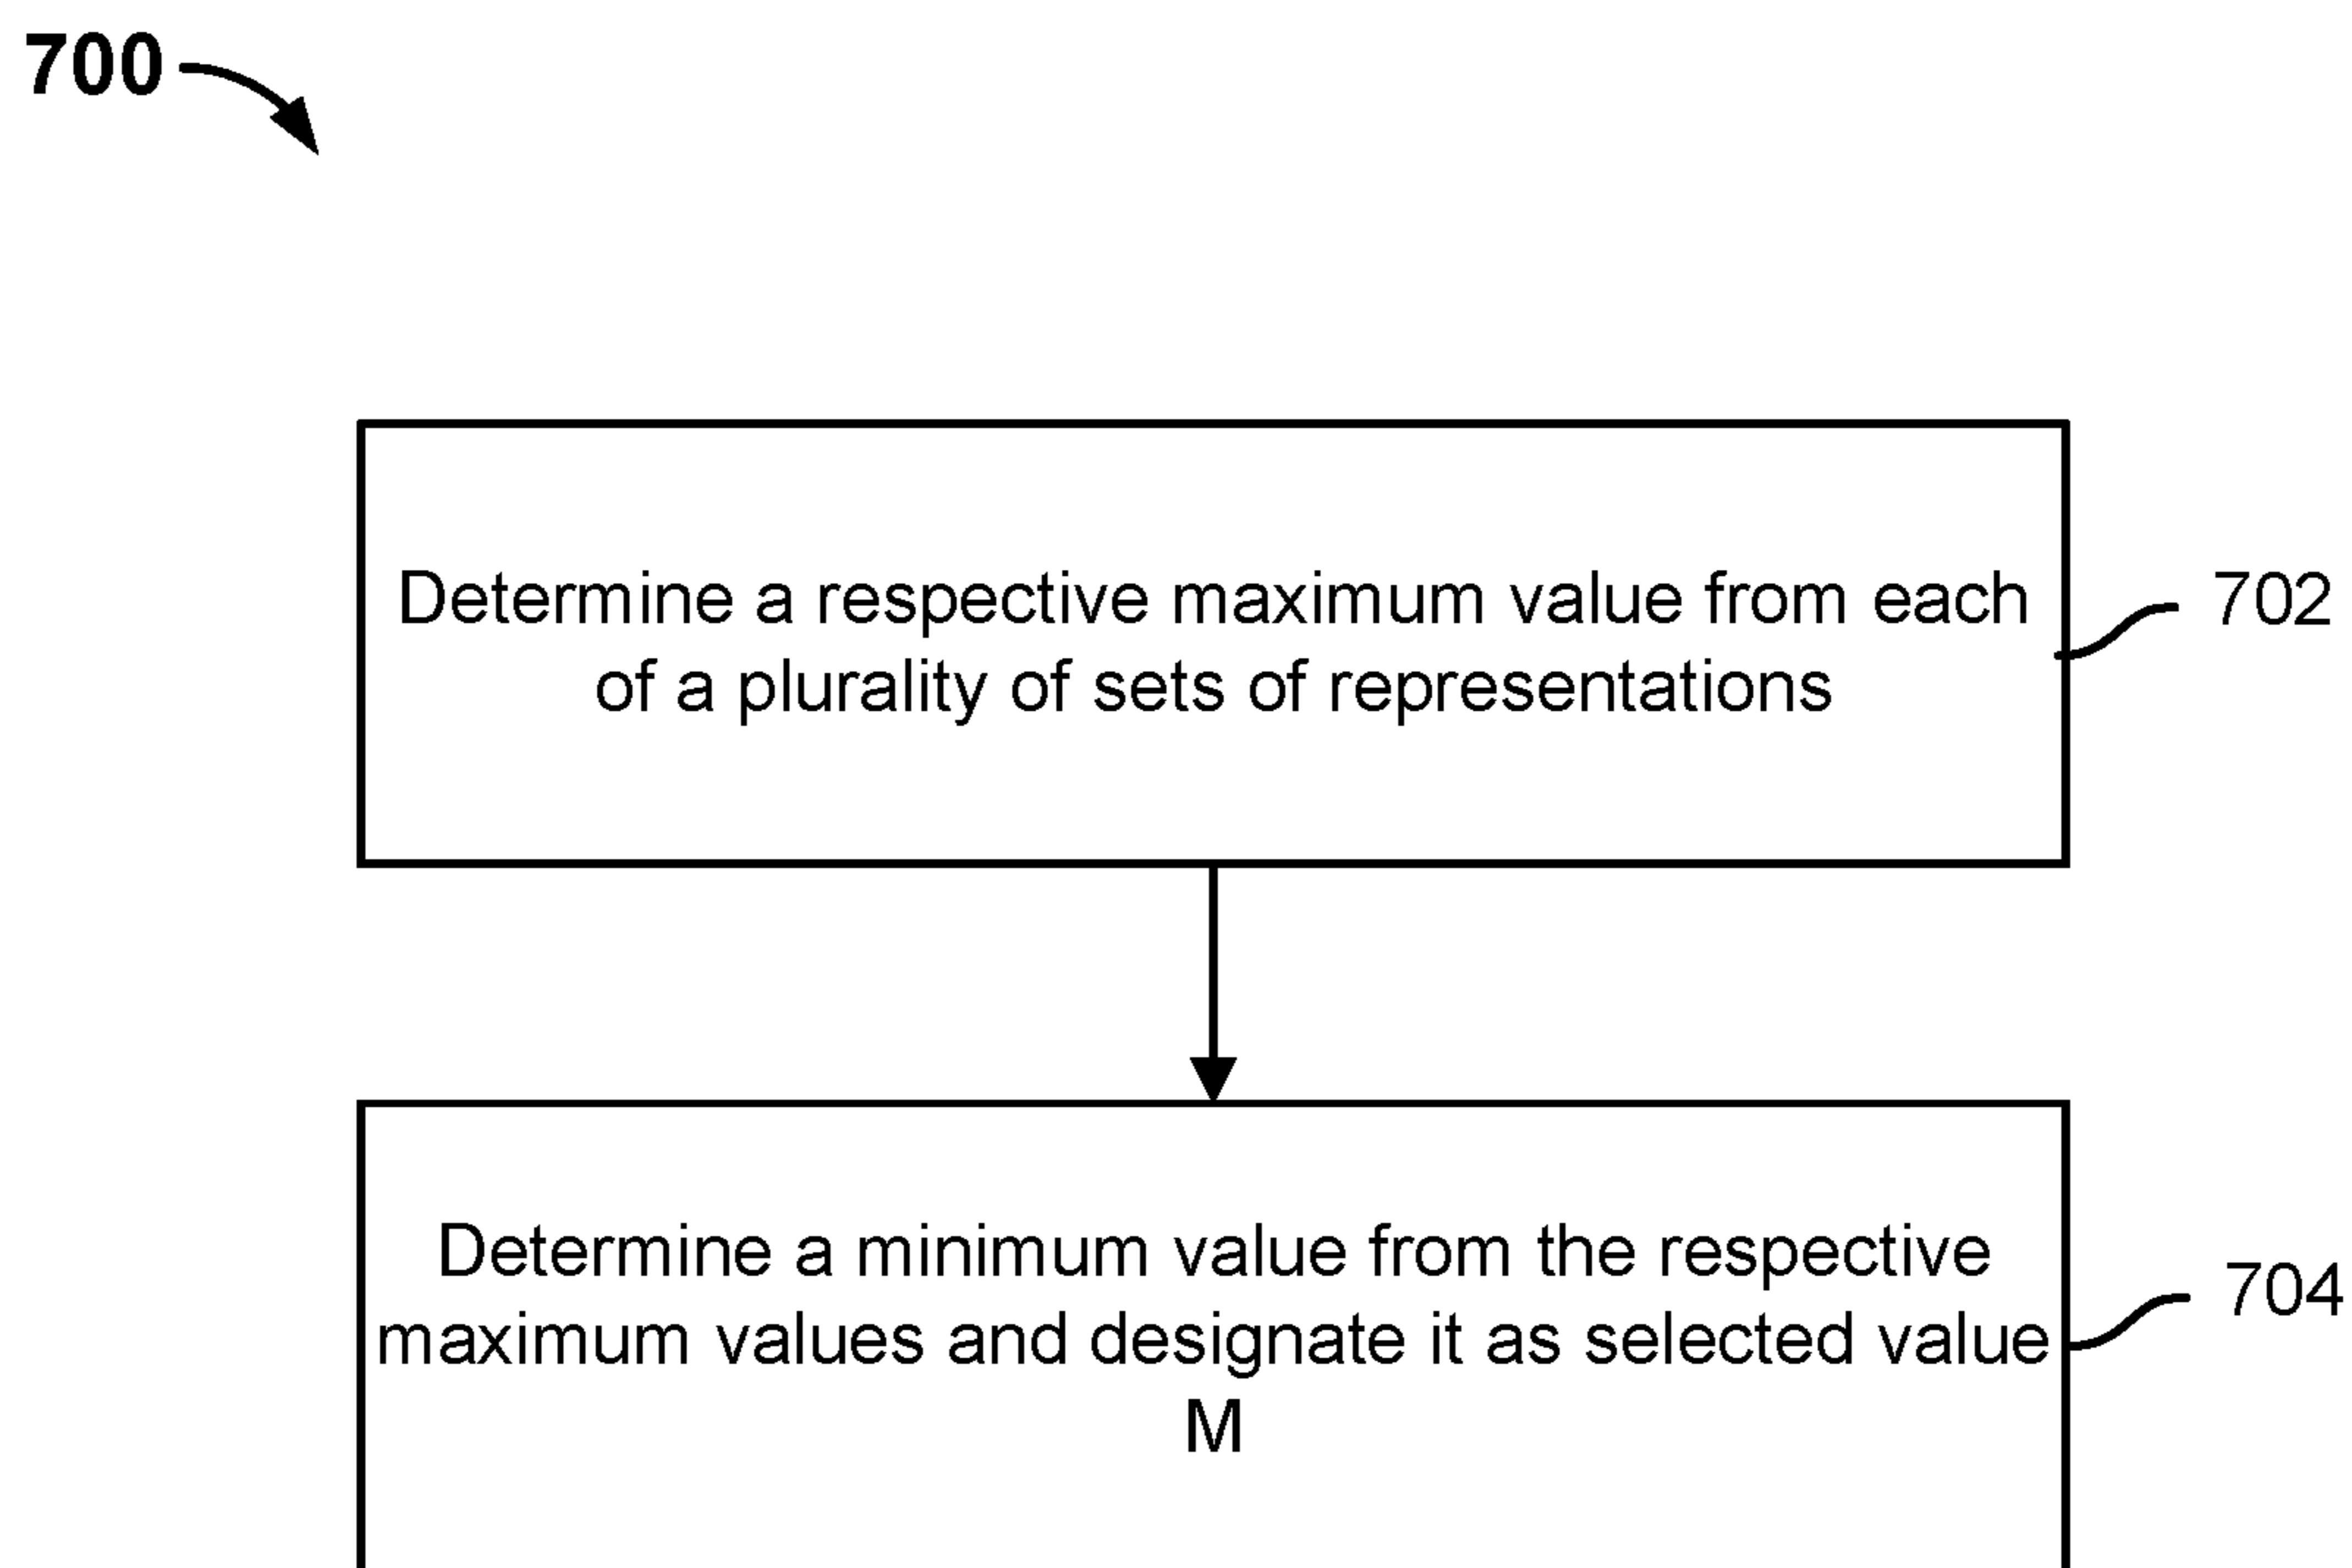 700
Determine a respective maximum value from each
of a plurality of sets of representations
702
Determine a minimum value from the respective
maximum values and designate it as selected value
M
704